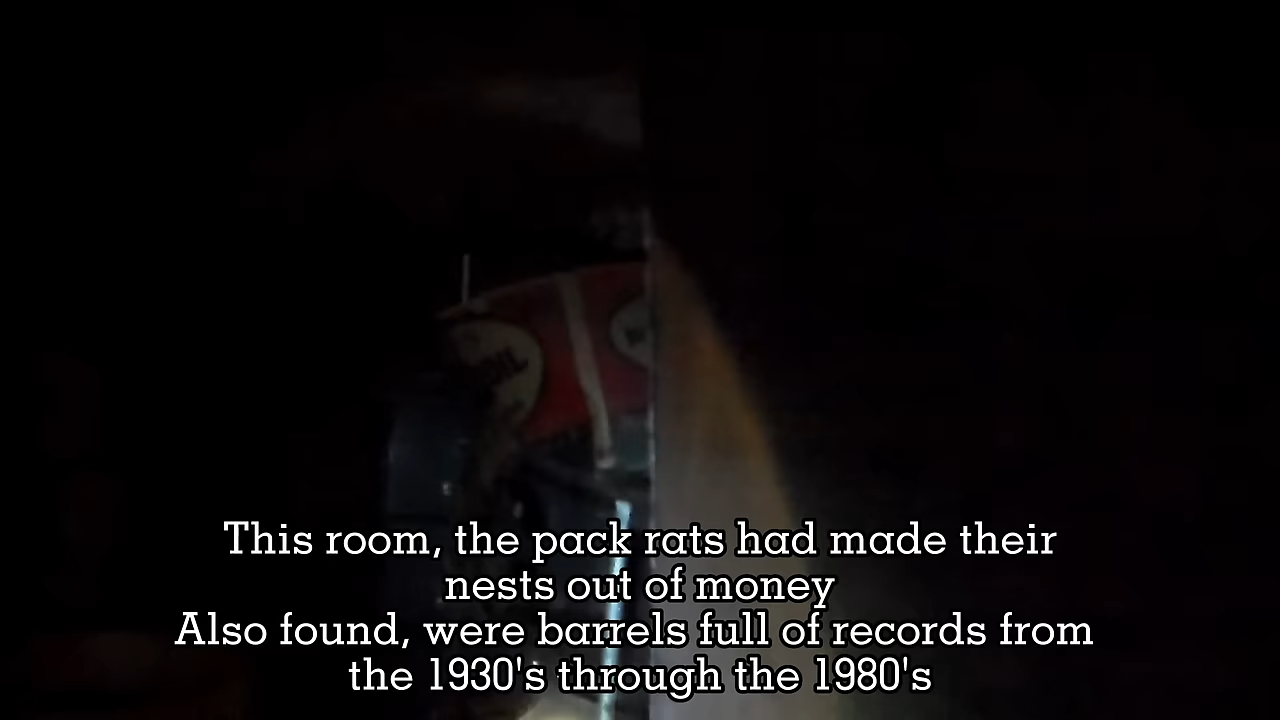 OIL
This room, the pack rats had made their
nests out of money
Also found, were barrels full of records from
the 1930's through the 1980's